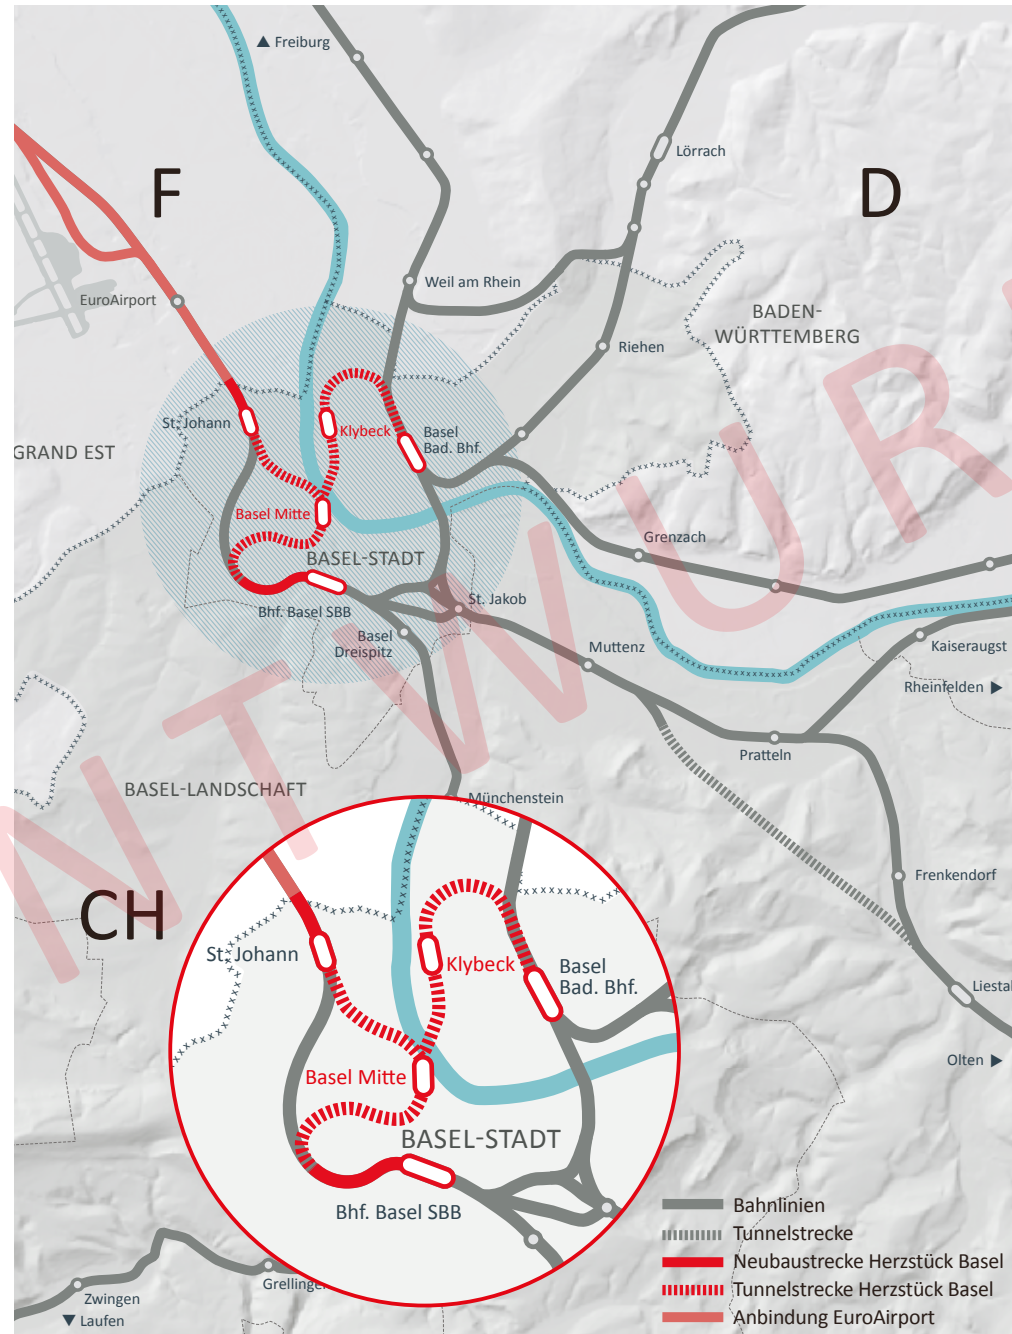 ▲ Freiburg
Lörrach
F
D
Weil am Rhein
EuroAirport
BADEN-
WÜRTTEMBERG
Riehen
St. Johann
Klybeck
Basel
Bad. Bhf.
GRAND EST
Basel Mitte
Grenzach
BASEL-STADT
Bhf. Basel SBB
St. Jakob
Basel
Dreispitz
Muttenz
Kaiseraugst
Rheinfelden ▶
Pratteln
BASEL-LANDSCHAFT
Münchenstein
Frenkendorf
CH
St. Johann
Klybeck
Basel
Bad. Bhf.
Liestal
Basel Mitte
Olten ▶
BASEL-STADT
Bhf. Basel SBB
Bahnlinien
Tunnelstrecke
Neubaustrecke Herzstück Basel
Tunnelstrecke Herzstück Basel
Anbindung EuroAirport
Grellingen
Zwingen
▼ Laufen
NTWUR